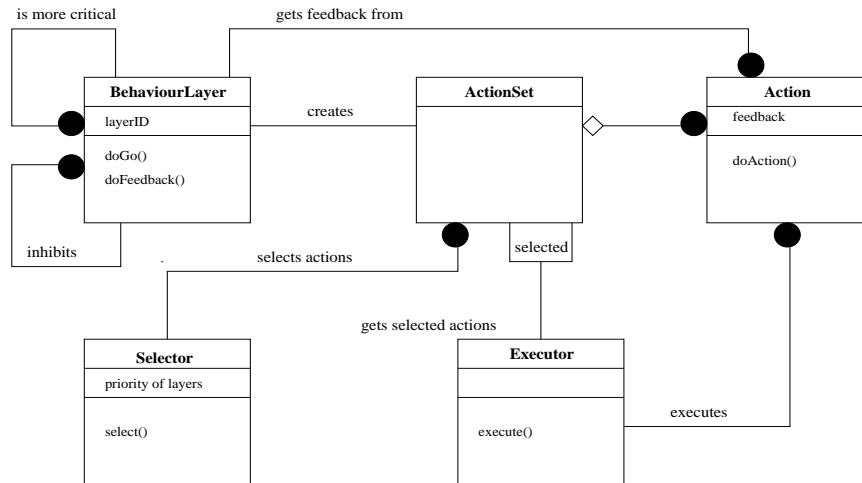 is more critical
gets feedback from
BehaviourLayer
layerID
doGo()
doFeedback()
creates
ActionSet
Action
feedback
doAction()
inhibits
selects actions
selected
gets selected actions
Selector
priority of layers
select()
Executor
execute()
executes